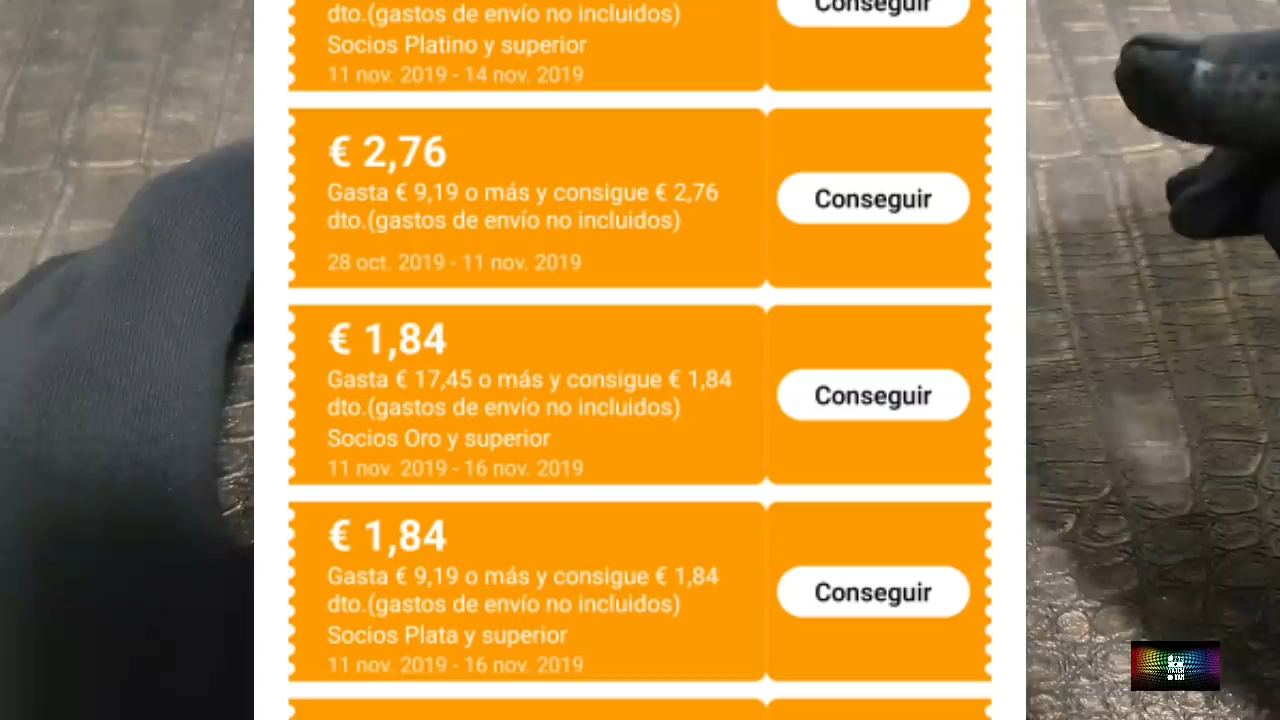 dto.(gastos de envío no incluidos)
Socios Platino y superior
11 nov. 2019 - 14 nov. 2019
Conseguir
€ 2,76
Gasta € 9,19 o más y consigue € 2,76
dto.(gastos de envío no incluidos)
28 oct. 2019 - 11 nov. 2019
Conseguir
€ 1,84
Gasta € 17,45 o más y consigue € 1,84
dto.(gastos de envío no incluidos)
Socios Oro y superior
11 nov. 2019 - 16 nov. 2019
Conseguir
€ 1,84
Gasta € 9,19 o más y consigue € 1,84
dto.(gastos de envío no incluidos)
Socios Plata y superior
11 nov. 2019 - 16 nov. 2019
Conseguir